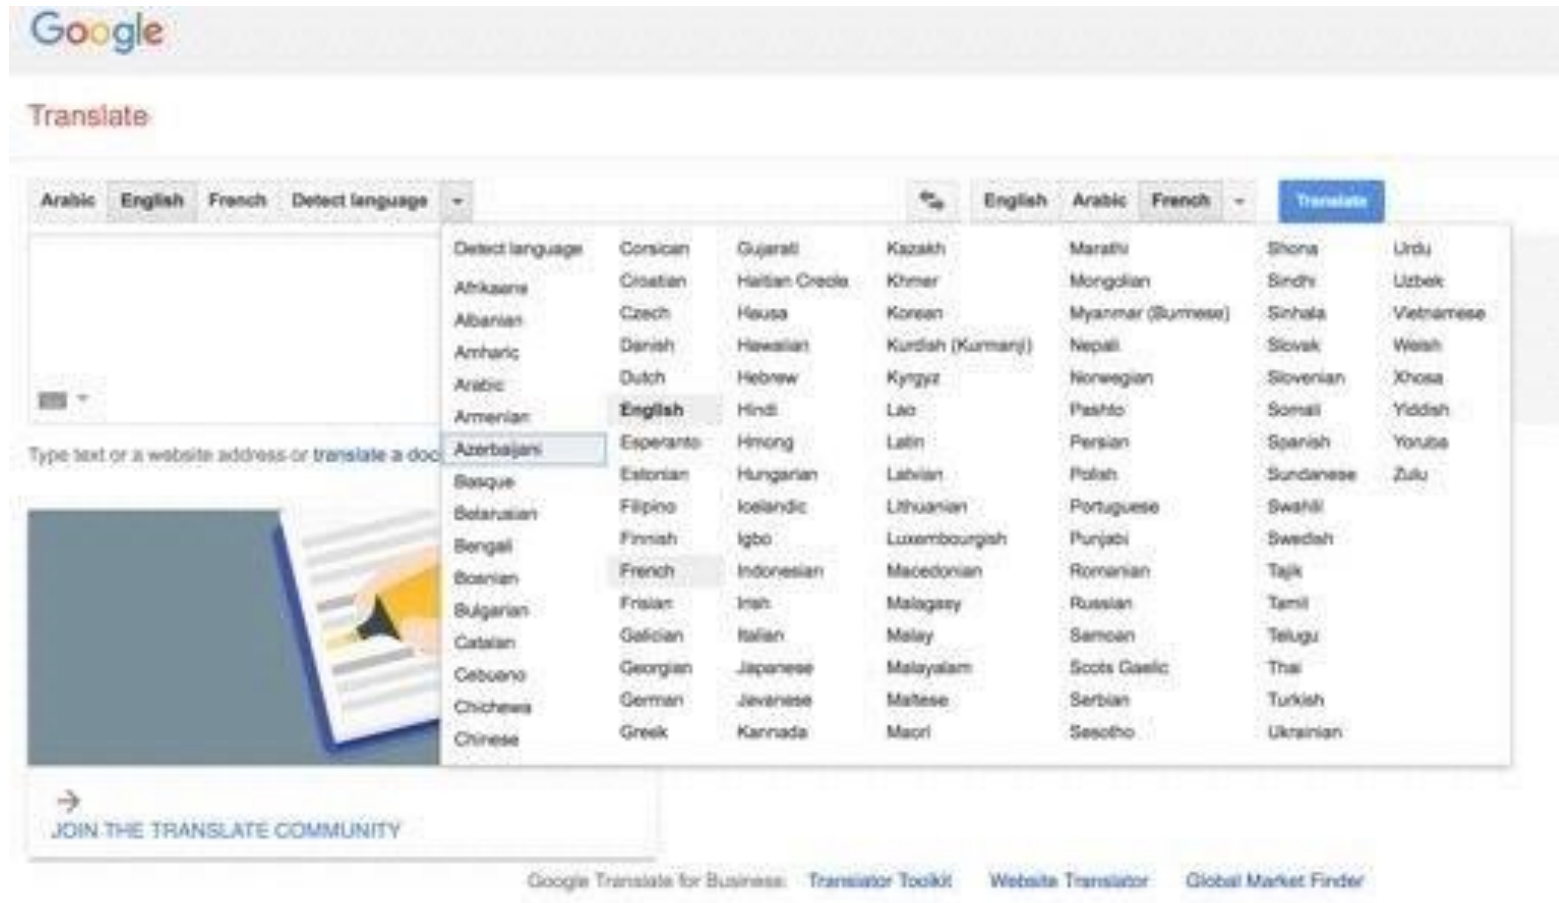 Google
Translate
Arabic English French Detect language English Arabic French Translate
Detect language Corsican Gujarati Kazakh Marathi Shona Urdu
Afrikaans Croatian Haitian Creole Khmer Mongolian Sindhi Uzbek
Albanian Czech Hausa Korean Myanmar (Burmese) Sinhala Vietnamese
Amharic Danish Hawaiian Kurdish (Kurmanji) Nepali Slovak Welsh
Arabic Dutch Hebrew Kyrgyz Norwegian Slovenian Xhosa
Armenian English Hindi Lao Pashto Somali Yiddish
Type text or a website address or translate a doc Azerbaijani Esperanto Hmong Latin Persian Spanish Yoruba
Basque Estonian Hungarian Latvian Polish Sundanese Zulu
Belarusian Filipino Icelandic Lithuanian Portuguese Swahili
Bengali Finnish Igbo Luxembourgish Punjabi Swedish
Bosnian French Indonesian Macedonian Romanian Tajik
Bulgarian Frisian Irish Malagasy Russian Tamil
Catalan Galician Italian Malay Samoan Telugu
Cebuano Georgian Japanese Malayalam Scots Gaelic Thai
Chichewa German Javanese Maltese Serbian Turkish
Chinese Greek Kannada Maori Sesotho Ukrainian
JOIN THE TRANSLATE COMMUNITY
Google Translate for Business: Translator Toolkit Website Translator Global Market Finder